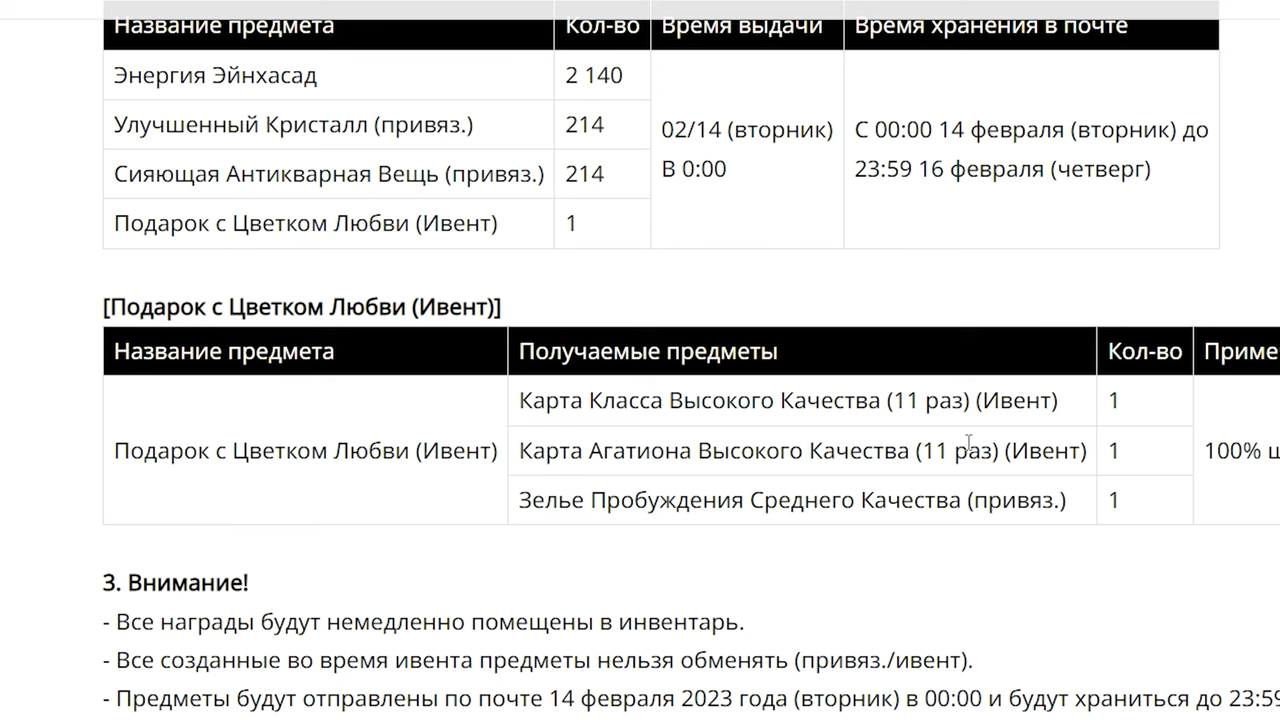 Название предмета Кол-во Время выдачи Время хранения в почте
Энергия Эйнхасад 2 140
Улучшенный Кристалл (привяз.) 214
02/14 (вторник) С 00:00 14 февраля (вторник) до
В 0:00 23:59 16 февраля (четверг)
Сияющая Антикварная Вещь (привяз.) 214
Подарок с Цветком Любви (Ивент) 1
[Подарок с Цветком Любви (Ивент)]
Название предмета Получаемые предметы Кол-во Приме
Карта Класса Высокого Качества (11 раз) (Ивент) 1
Подарок с Цветком Любви (Ивент) Карта Агатиона Высокого Качества (11 раз) (Ивент) 1 100% ш
Зелье Пробуждения Среднего Качества (привяз.) 1
3. Внимание!
- Все награды будут немедленно помещены в инвентарь.
- Все созданные во время ивента предметы нельзя обменять (привяз./ивент).
- Предметы будут отправлены по почте 14 февраля 2023 года (вторник) в 00:00 и будут храниться до 23:59